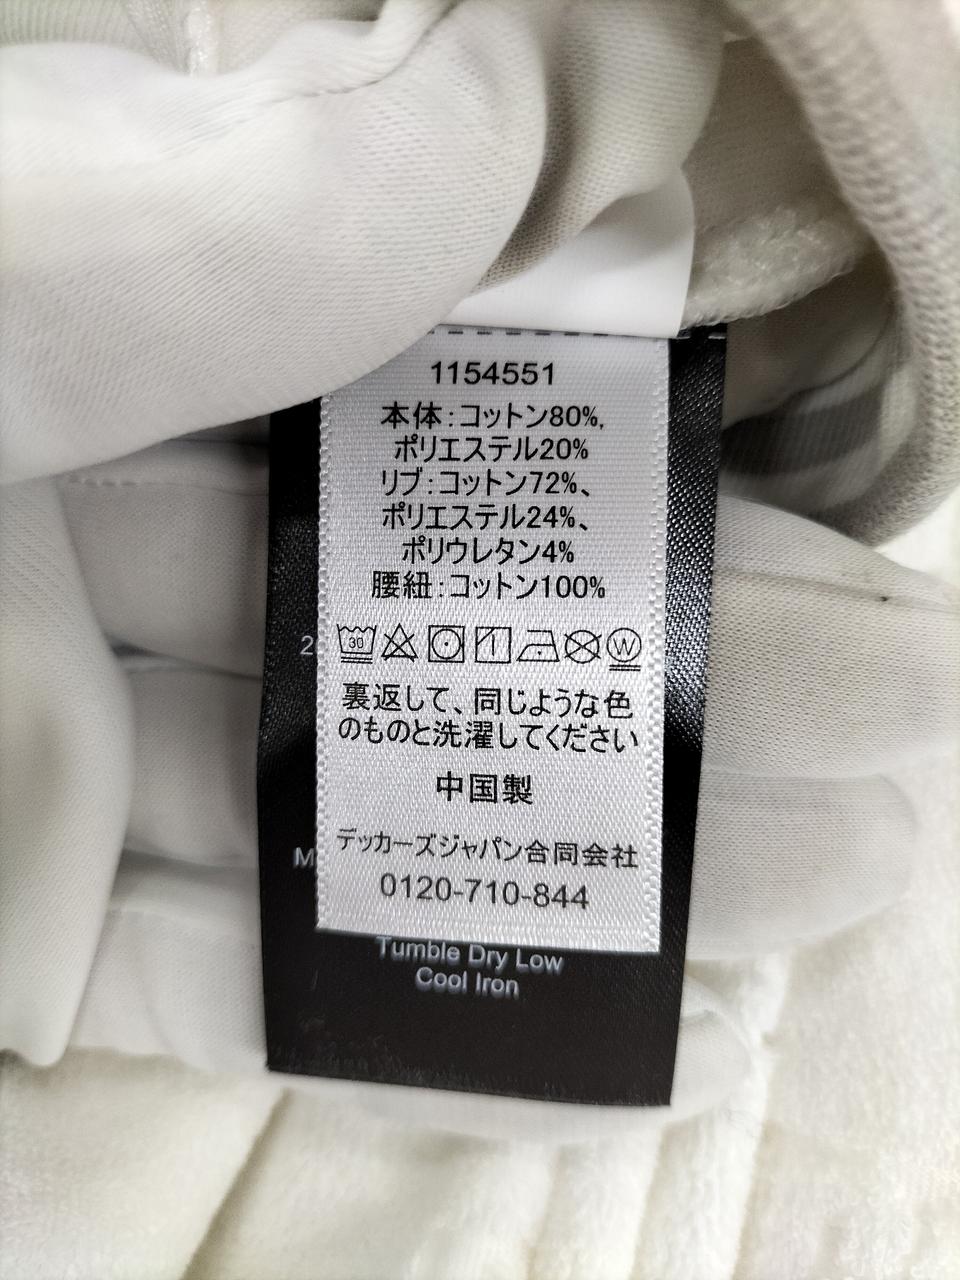 1154551
本体:コットン80%,
ポリエステル20%
リブ:コットン72%、
ポリエステル24%、
ポリウレタン4%
腰紐:コットン100%
30
W
裏返して、同じような色
のものと洗濯してください
中国製
デッカーズジャパン合同会社
0120-710-844
Tumble Dry Low
Cool Iron